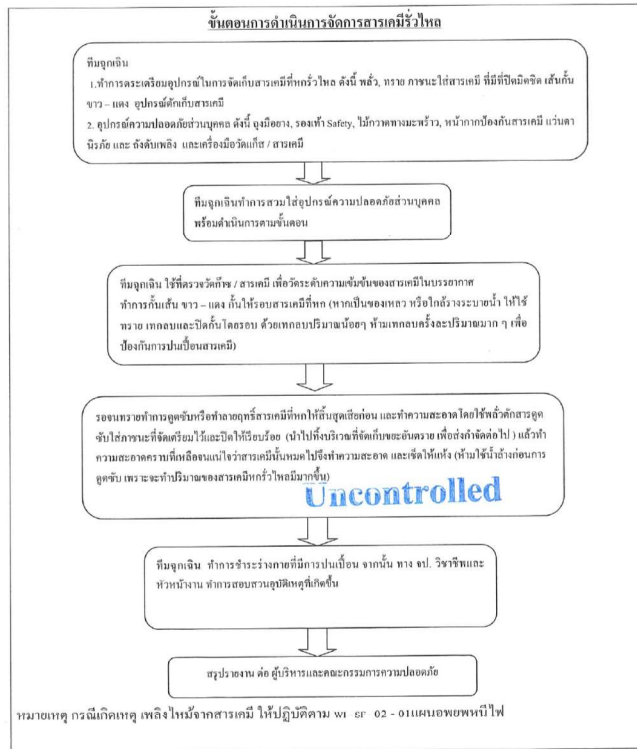 ขั้นตอนการดำเนินการจัดการสารเคมีรั่วไหล
ทีมฉุกเฉิน
1.ทำการตระเตรียมอุปกรณ์ในการจัดเก็บสารเคมีที่หกรั่วไหล ดังนี้ พลั่ว, ทราย ภาชนะใส่สารเคมี ที่มีที่ปิดมิดชิด เส้นกั้น
ขาว – แดง อุปกรณ์ตักเก็บสารเคมี
2. อุปกรณ์ความปลอดภัยส่วนบุคคล ดังนี้ ถุงมือยาง, รองเท้า Safety, ไม้กวาดทางมะพร้าว, หน้ากากป้องกันสารเคมี แว่นตา
นิรภัย และ ถังดับเพลิง และเครื่องมือวัดแก๊ส / สารเคมี
ทีมฉุกเฉินทำการสวมใส่อุปกรณ์ความปลอดภัยส่วนบุคคล
พร้อมดำเนินการตามขั้นตอน
ทีมฉุกเฉิน ใช้ที่ตรวจวัดก๊าซ / สารเคมี เพื่อวัดระดับความเข้มข้นของสารเคมีในบรรยากาศ
ทำการกั้นเส้น ขาว – แดง กั้นให้รอบสารเคมีที่หก (หากเป็นของเหลว หรือใกล้รางระบายน้ำ ให้ใช้
ทราย เทกลบและปิดกั้นโดยรอบ ด้วยเทกลบปริมาณน้อยๆ ห้ามเทกลบครั้งละปริมาณมาก ๆ เพื่อ
ป้องกันการปนเปื้อนสารเคมี)
รอจนทรายทำการดูดซับหรือทำลายฤทธิ์สารเคมีที่หกให้สิ้นสุดเสียก่อน และทำความสะอาดโดยใช้พลั่วตักสารดูด
ซับใส่ภาชนะที่จัดเตรียมไว้และปิดให้เรียบร้อย (นำไปทิ้งบริเวณที่จัดเก็บขยะอันตราย เพื่อส่งกำจัดต่อไป ) แล้วทำ
ความสะอาดคราบที่เหลือจนแน่ใจว่าสารเคมีนั้นหมดไปจึงทำความสะอาด และเช็ดให้แห้ง (ห้ามใช้น้ำล้างก่อนการ
ดูดซับ เพราะจะทำปริมาณของสารเคมีหกรั่วไหลมีมากขึ้น)
Uncontrolled
ทีมฉุกเฉิน ทำการชำระร่างกายที่มีการปนเปื้อน จากนั้น ทาง จป. วิชาชีพและ
หัวหน้างาน ทำการสอบสวนอุบัติเหตุที่เกิดขึ้น
สรุปรายงาน ต่อ ผู้บริหารและคณะกรรมการความปลอดภัย
หมายเหตุ กรณีเกิดเหตุ เพลิงไหม้จากสารเคมี ให้ปฏิบัติตาม WI SF 02 - 01แผนอพยพหนีไฟ